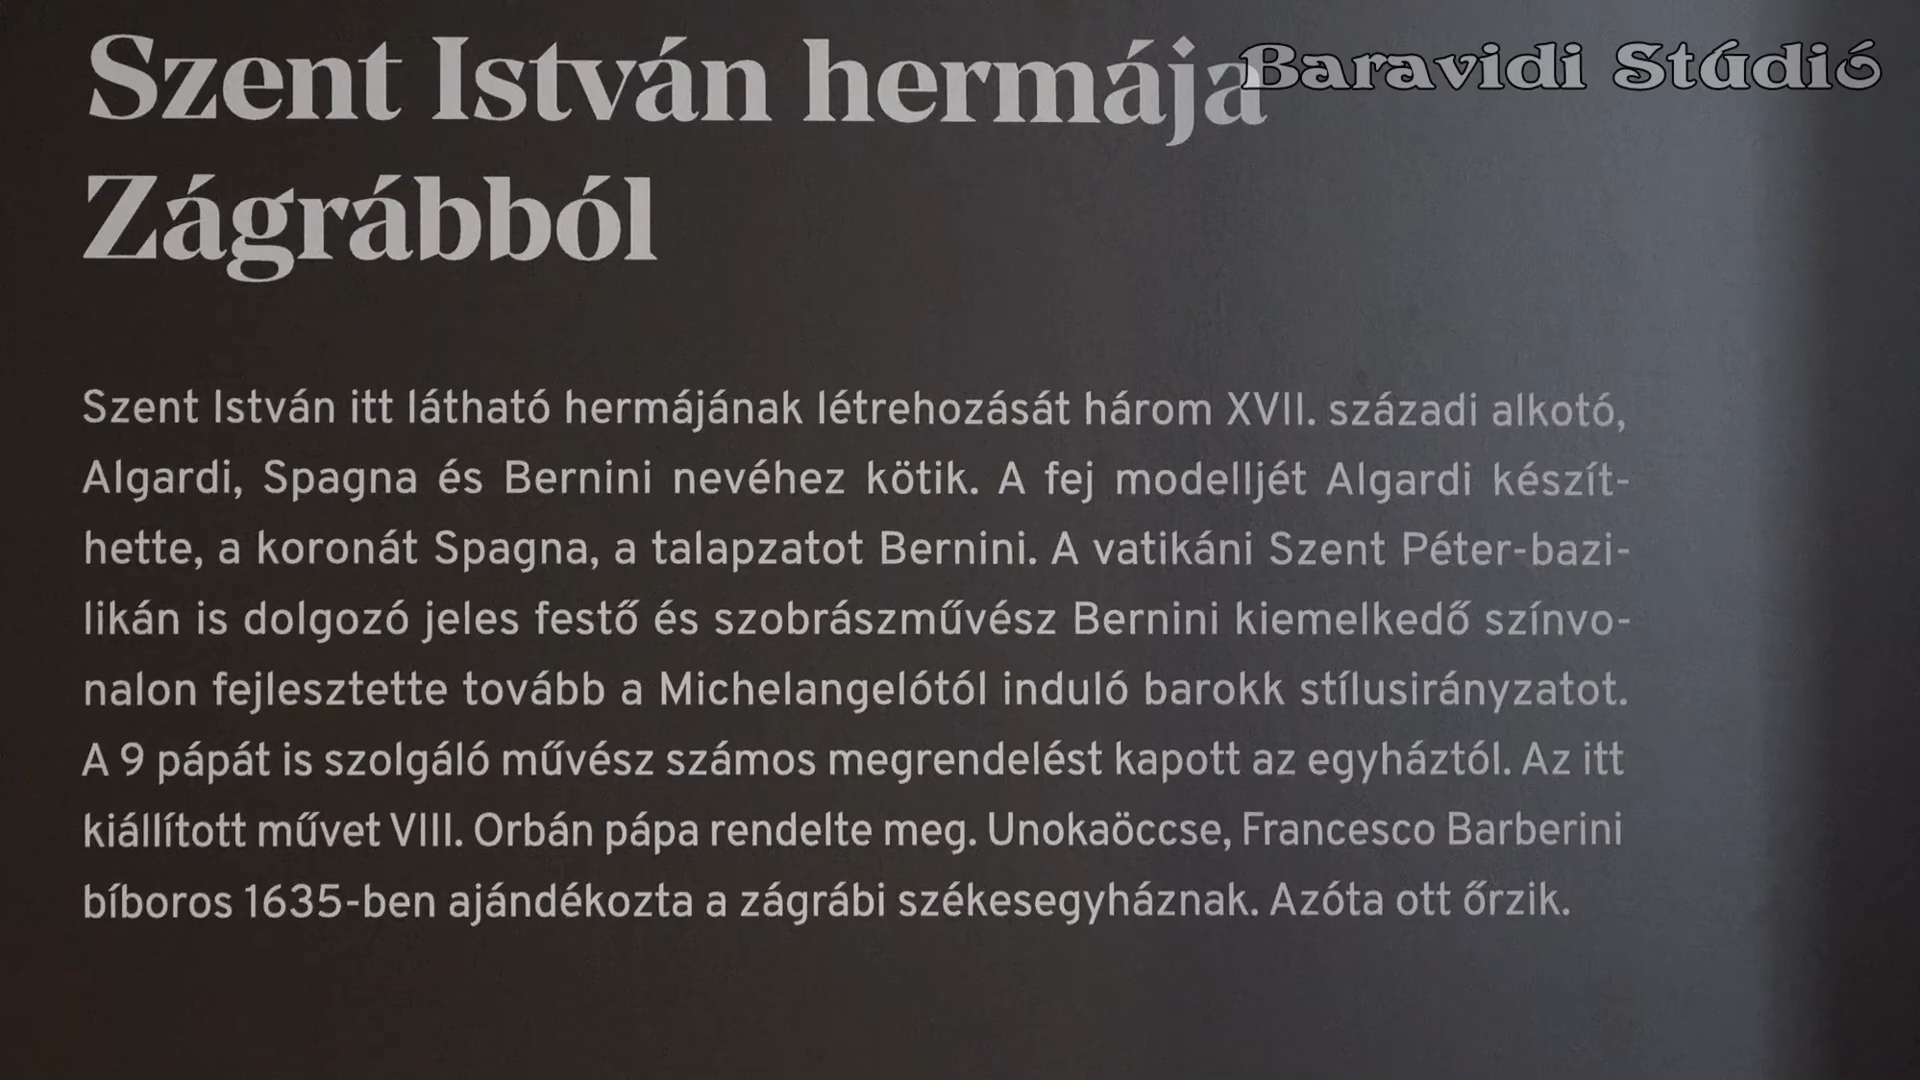 Szent István hermája
Baravidi Stúdió
Zágrábból
Szent István itt látható hermájának létrehozását három XVII. századi alkotó,
Algardi, Spagna és Bernini nevéhez kötik. A fej modelljét Algardi készít-
hette, a koronát Spagna, a talapzatot Bernini. A vatikáni Szent Péter-bazi-
likán is dolgozó jeles festő és szobrászművész Bernini kiemelkedő színvo-
nalon fejlesztette tovább a Michelangelótól induló barokk stílusirányzatot.
A 9 pápát is szolgáló művész számos megrendelést kapott az egyháztól. Az itt
kiállított művet VIII. Orbán pápa rendelte meg. Unokaöccse, Francesco Barberini
bíboros 1635-ben ajándékozta a zágrábi székesegyháznak. Azóta ott őrzik.